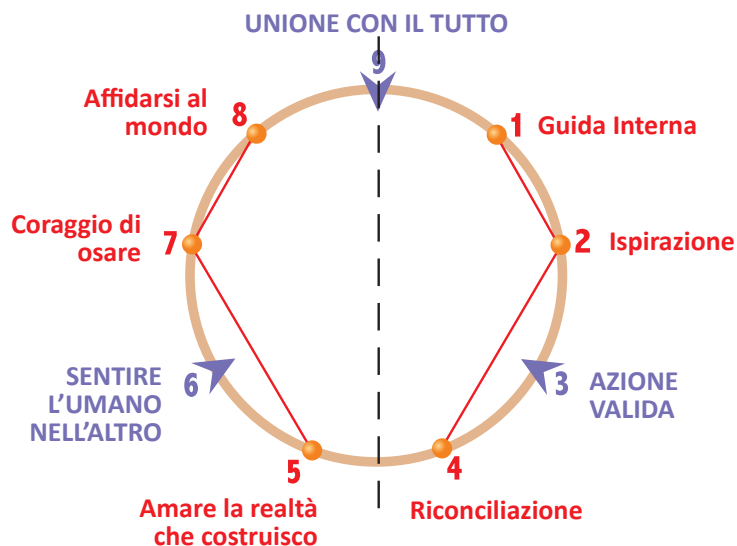 UNIONE CON IL TUTTO
9
Affidarsi al
mondo
8
1
Guida Interna
Coraggio di
osare
7
2
Ispirazione
SENTIRE
L'UMANO
NELL'ALTRO
6
3
AZIONE
VALIDA
5
4
Amare la realtà
che costruisco
Riconciliazione